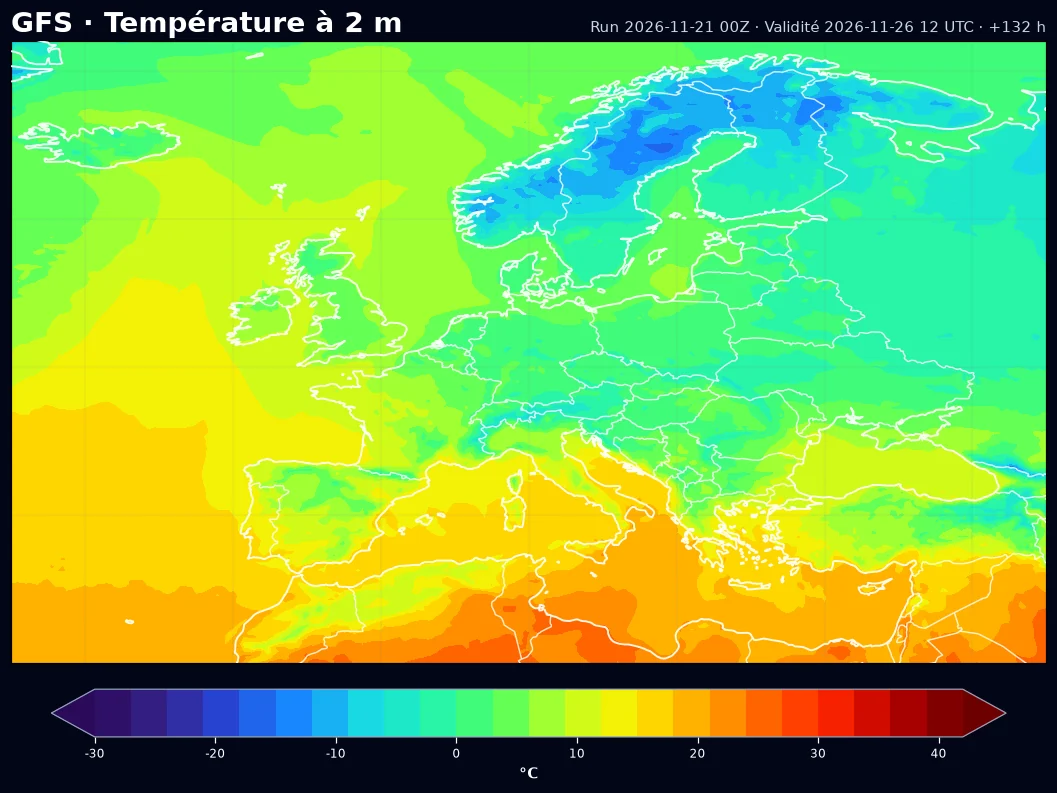 GFS · Température à 2 m
Run 2026-11-21 00Z · Validité 2026-11-26 12 UTC · +132 h
-30 -20 -10 0 10 20 30 40
°C